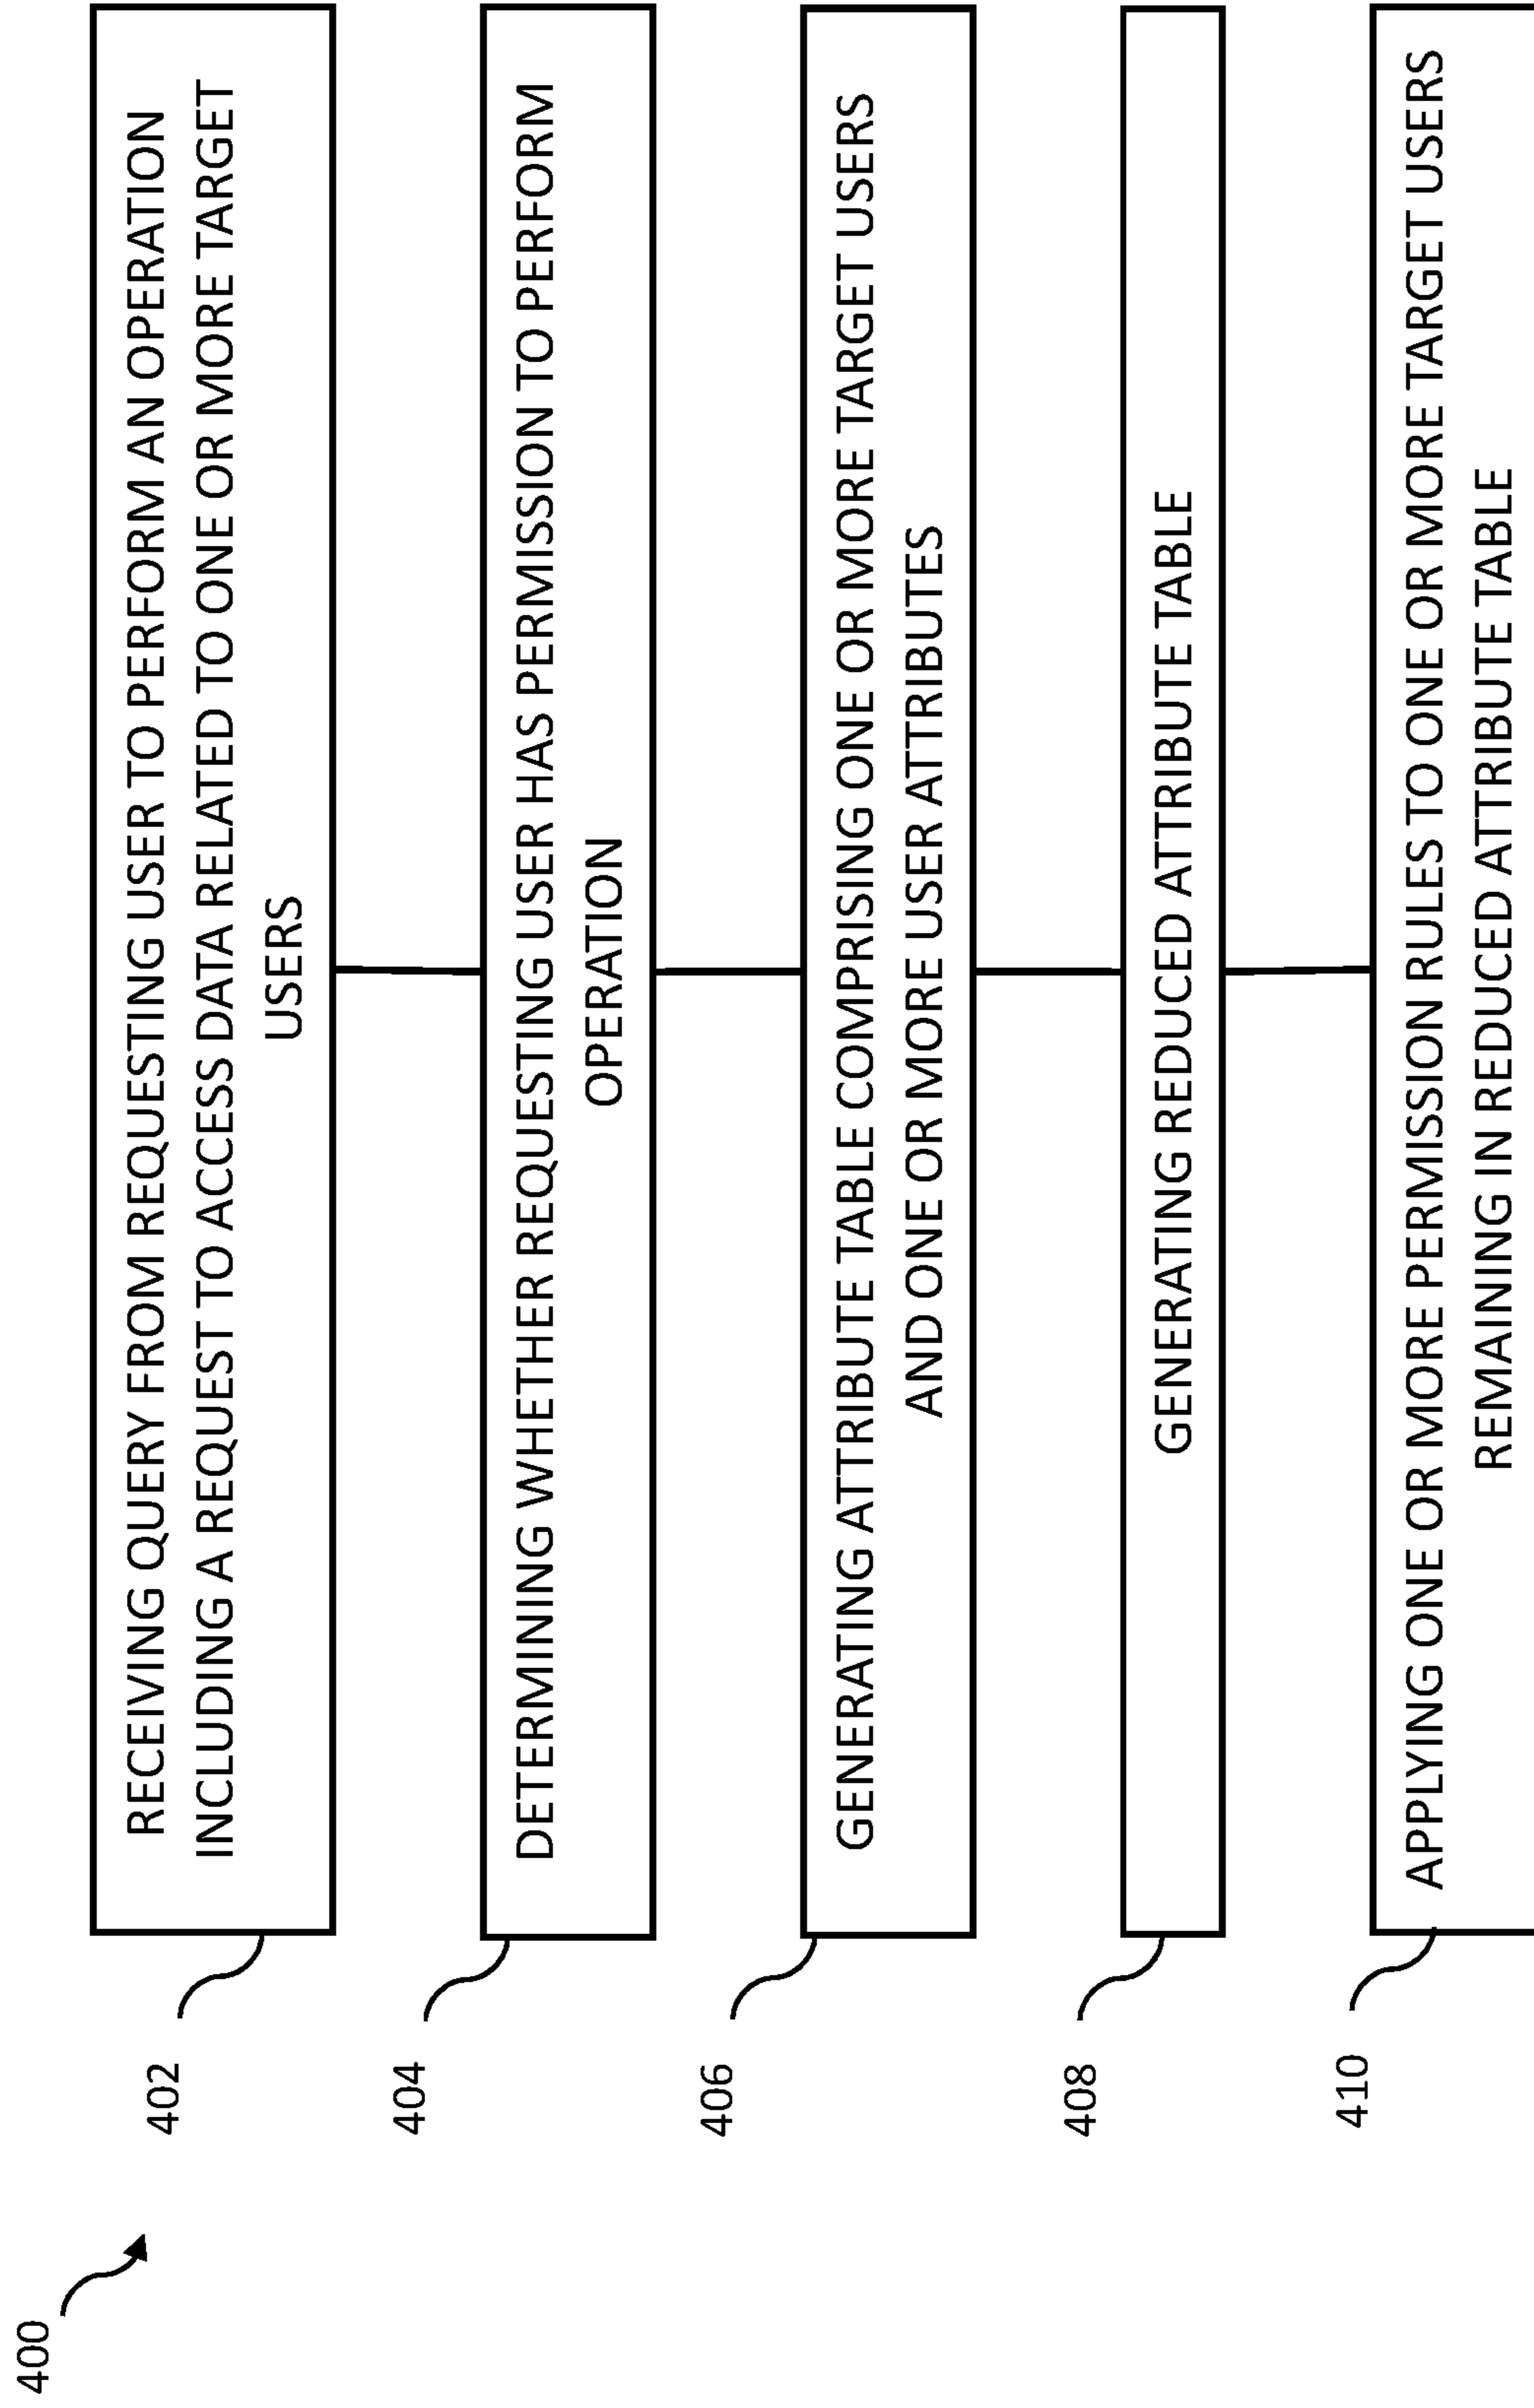 400
402
RECEIVING QUERY FROM REQUESTING USER TO PERFORM AN OPERATION
INCLUDING A REQUEST TO ACCESS DATA RELATED TO ONE OR MORE TARGET
USERS
404
DETERMINING WHETHER REQUESTING USER HAS PERMISSION TO PERFORM
OPERATION
406
GENERATING ATTRIBUTE TABLE COMPRISING ONE OR MORE TARGET USERS
AND ONE OR MORE USER ATTRIBUTES
408
GENERATING REDUCED ATTRIBUTE TABLE
410
APPLYING ONE OR MORE PERMISSION RULES TO ONE OR MORE TARGET USERS
REMAINING IN REDUCED ATTRIBUTE TABLE